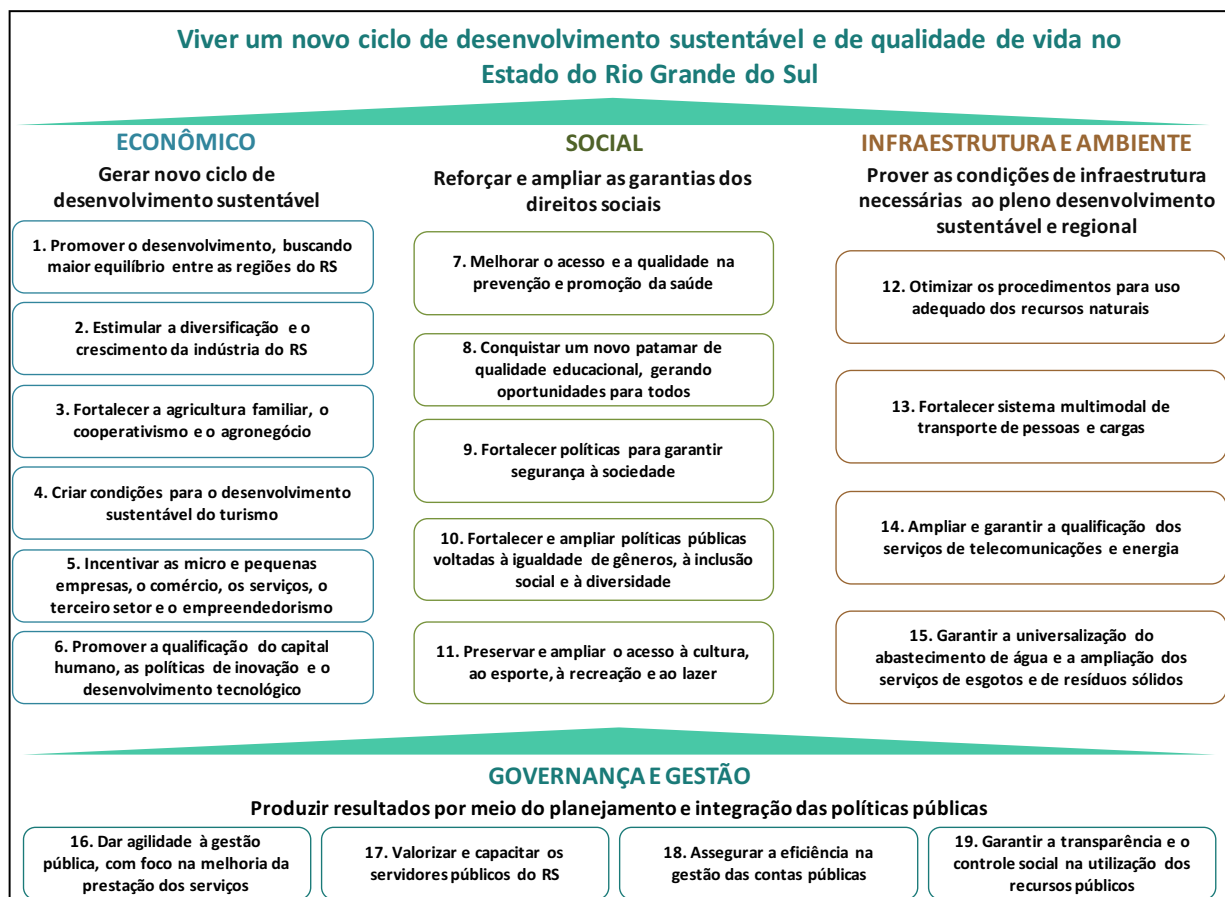 Viver um novo ciclo de desenvolvimento sustentável e de qualidade de vida no
Estado do Rio Grande do Sul
ECONÔMICO
Gerar novo ciclo de
desenvolvimento sustentável
1. Promover o desenvolvimento, buscando
maior equilíbrio entre as regiões do RS
2. Estimular a diversificação e o
crescimento da indústria do RS
3. Fortalecer a agricultura familiar, o
cooperativismo e o agronegócio
4. Criar condições para o desenvolvimento
sustentável do turismo
5. Incentivar as micro e pequenas
empresas, o comércio, os serviços, o
terceiro setor e o empreendedorismo
6. Promover a qualificação do capital
humano, as políticas de inovação e o
desenvolvimento tecnológico
SOCIAL
Reforçar e ampliar as garantias dos
direitos sociais
7. Melhorar o acesso e a qualidade na
prevenção e promoção da saúde
8. Conquistar um novo patamar de
qualidade educacional, gerando
oportunidades para todos
9. Fortalecer políticas para garantir
segurança à sociedade
10. Fortalecer e ampliar políticas públicas
voltadas à igualdade de gêneros, à inclusão
social e à diversidade
11. Preservar e ampliar o acesso à cultura,
ao esporte, à recreação e ao lazer
INFRAESTRUTURA E AMBIENTE
Prover as condições de infraestrutura
necessárias ao pleno desenvolvimento
sustentável e regional
12. Otimizar os procedimentos para uso
adequado dos recursos naturais
13. Fortalecer sistema multimodal de
transporte de pessoas e cargas
14. Ampliar e garantir a qualificação dos
serviços de telecomunicações e energia
15. Garantir a universalização do
abastecimento de água e a ampliação dos
serviços de esgotos e de resíduos sólidos
GOVERNANÇA E GESTÃO
Produzir resultados por meio do planejamento e integração das políticas públicas
16. Dar agilidade à gestão
pública, com foco na melhoria da
prestação dos serviços
17. Valorizar e capacitar os
servidores públicos do RS
18. Assegurar a eficiência na
gestão das contas públicas
19. Garantir a transparência e o
controle social na utilização dos
recursos públicos